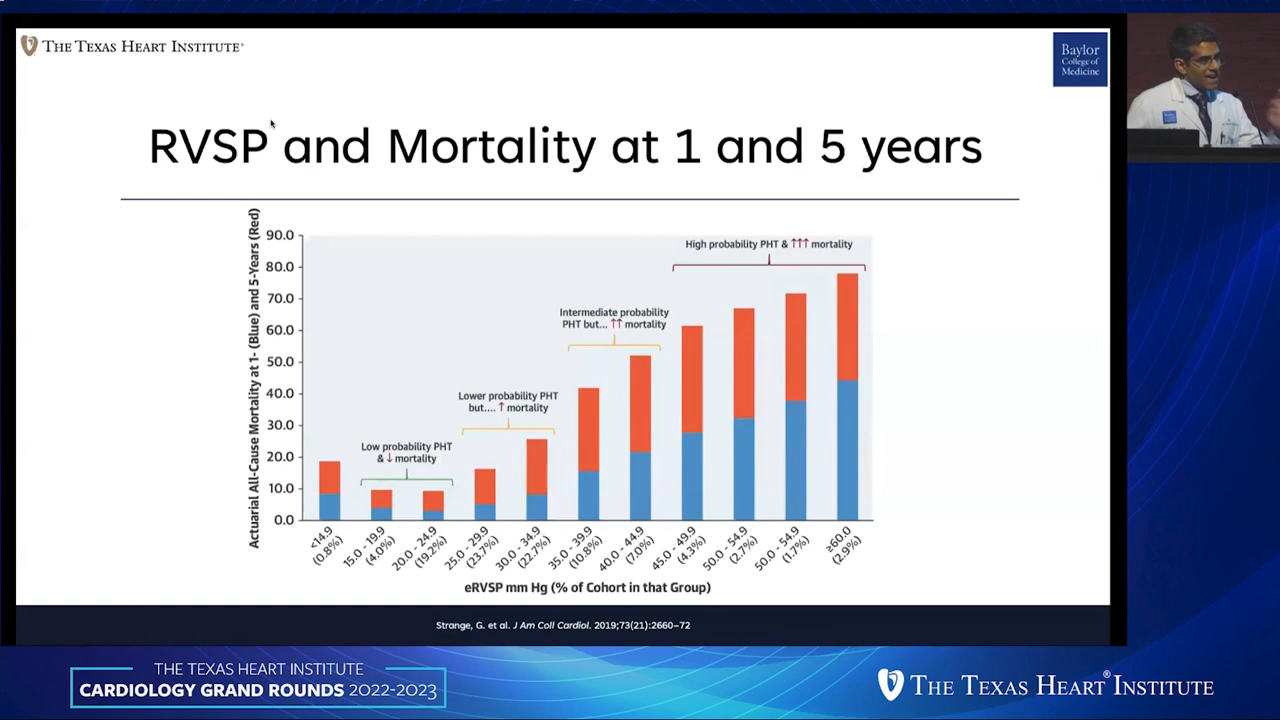 THE TEXAS HEART INSTITUTE®
Baylor
College of
Medicine
RVSP and Mortality at 1 and 5 years
Actuarial All-Cause Mortality at 1- (Blue) and 5-Years (Red)
90.0
80.0
70.0
60.0
50.0
40.0
30.0
20.0
10.0
0.0
Low probability PHT
& ↓ mortality
Lower probability PHT
but.... ↑ mortality
Intermediate probability
PHT but... ↑↑ mortality
High probability PHT & ↑↑↑ mortality
<14.9
(0.8%)
15.0 - 19.9
(4.0%)
20.0 - 24.9
(19.2%)
25.0 - 29.9
(23.7%)
30.0 - 34.9
(22.7%)
35.0 - 39.9
(10.8%)
40.0 - 44.9
(7.0%)
45.0 - 49.9
(4.3%)
50.0 - 54.9
(2.7%)
50.0 - 54.9
(1.7%)
≥60.0
(2.9%)
eRVSP mm Hg (% of Cohort in that Group)
Strange, G. et al. J Am Coll Cardiol. 2019;73(21):2660–72
THE TEXAS HEART INSTITUTE
CARDIOLOGY GRAND ROUNDS 2022-2023
THE TEXAS HEART® INSTITUTE